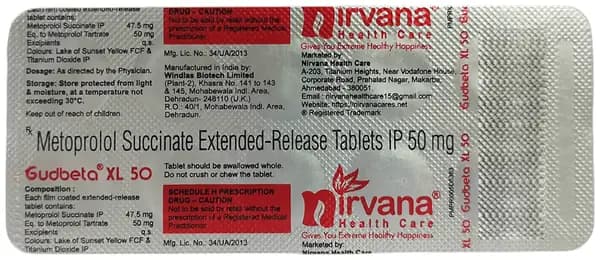 Each film coated extended-release
tablet contains:
Metoprolol Succinate IP 47.5 mg
Eq. to Metoprolol Tartrate 50 mg
Excipients q.s.
Colours: Lake of Sunset Yellow FCF &
Titanium Dioxide IP
Dosage: As directed by the Physician.
Storage: Store protected from light
& moisture, at a temperature not
exceeding 30°C.
Keep out of reach of children.
DRUG – CAUTION
Not to be sold by retail without the
prescription of a Registered Medical
Practitioner.
Mfg. Lic. No.: 34/UA/2013
Manufactured in India by:
Windlas Biotech Limited
(Plant-2), Khasra No. 141 to 143
& 145, Mohabewala Indl. Area,
Dehradun- 248110 (U.K.)
R.O.: 40/1, Mohabewala Indl. Area,
Dehradun.
nirvana®
Health Care
Gives You Extreme Healthy Happiness
Marketed by:
Nirvana Health Care
A-203, Titanium Heights, Near Vodafone House,
Corporate Road, Prahalad Nagar, Makarba,
Ahmedabad - 380051.
Email : nirvanahealthcare15@gmail.com
Website: https://nirvanacares.net
® Registered Trademark
Rx Metoprolol Succinate Extended-Release Tablets IP 50 mg
Gudbeta® XL 50
Tablet should be swallowed whole.
Do not crush or chew the tablet.
Composition :
Each film coated extended-release
tablet contains:
Metoprolol Succinate IP 47.5 mg
Eq. to Metoprolol Tartrate 50 mg
Excipients q.s.
Colours: Lake of Sunset Yellow FCF &
Titanium Dioxide IP
SCHEDULE H PRESCRIPTION
DRUG – CAUTION
Not to be sold by retail without the
prescription of a Registered Medical
Practitioner.
Mfg. Lic. No.: 34/UA/2013
nirvana®
Health Care
Gives You Extreme Healthy Happiness
Marketed by:
Nirvana Health Care
XL 50
XL 50